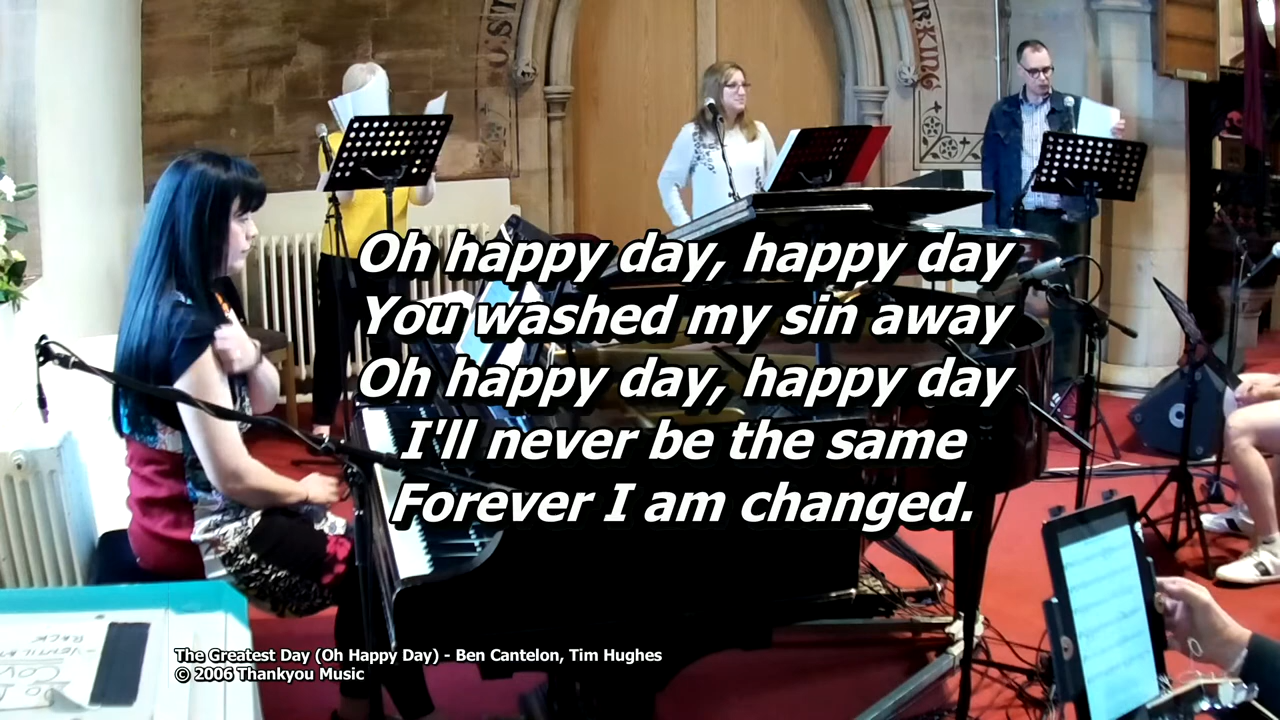 Oh happy day, happy day
You washed my sin away
Oh happy day, happy day
I'll never be the same
Forever I am changed.
The Greatest Day (Oh Happy Day) - Ben Cantelon, Tim Hughes
© 2006 Thankyou Music